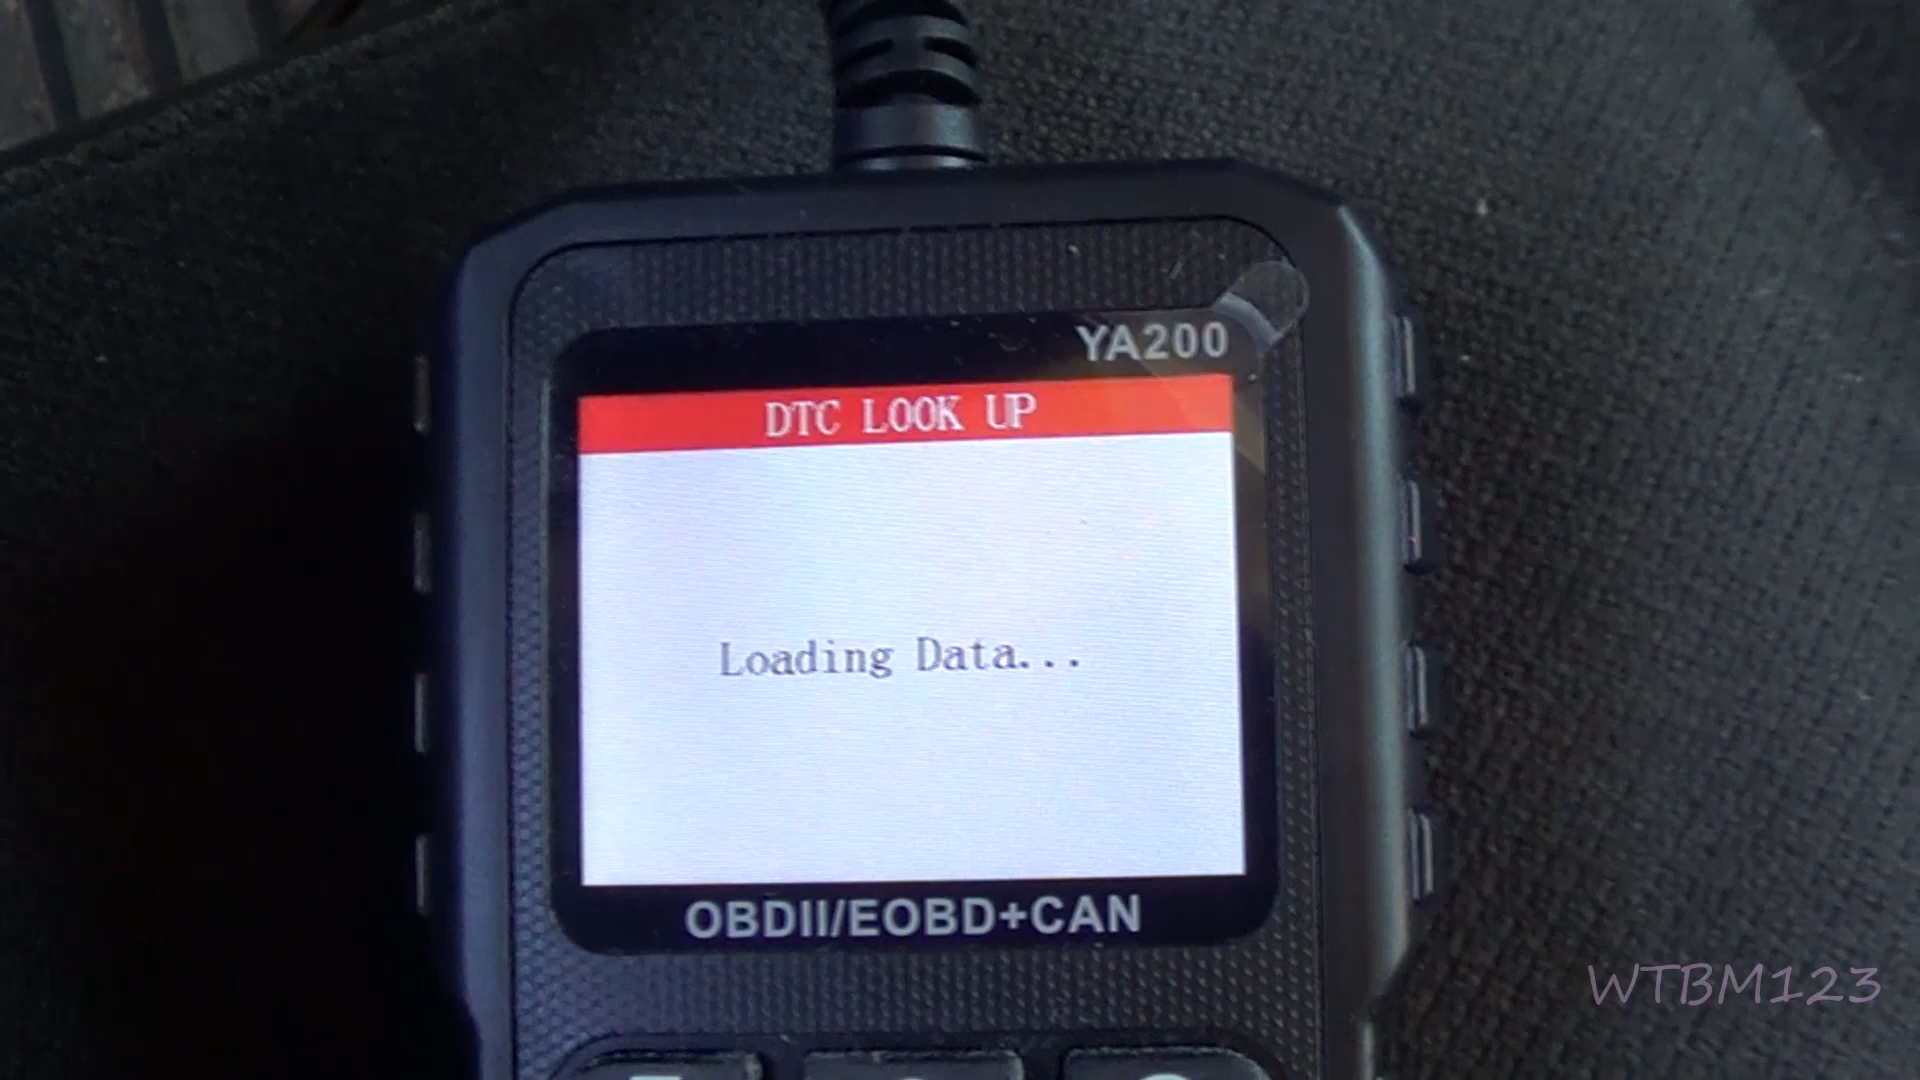 YA200
DTC LOOK UP
Loading Data...
OBDII/EOBD+CAN
WTBM123